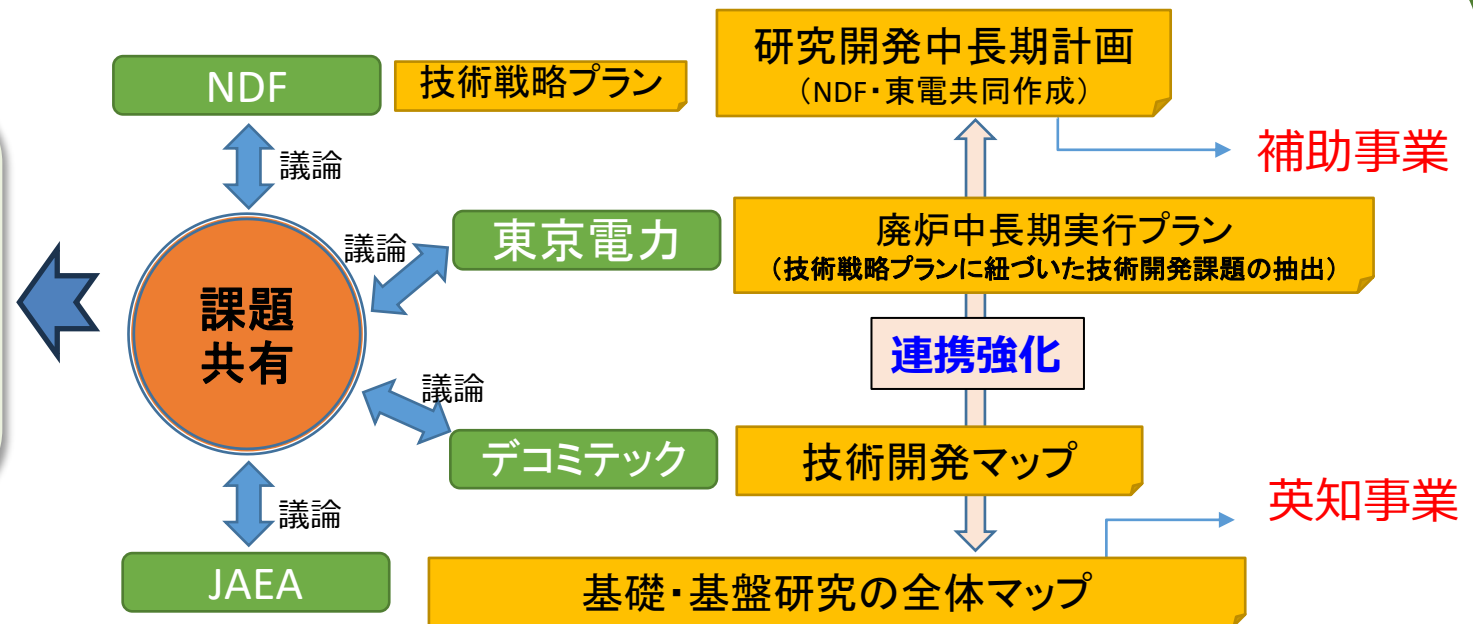 研究開発中長期計画
（NDF・東電共同作成）
NDF
技術戦略プラン
補助事業
議論
東京電力
廃炉中長期実行プラン
（技術戦略プランに紐づいた技術開発課題の抽出）
議論
課題
共有
連携強化
議論
デコミテック
技術開発マップ
英知事業
議論
JAEA
基礎・基盤研究の全体マップ